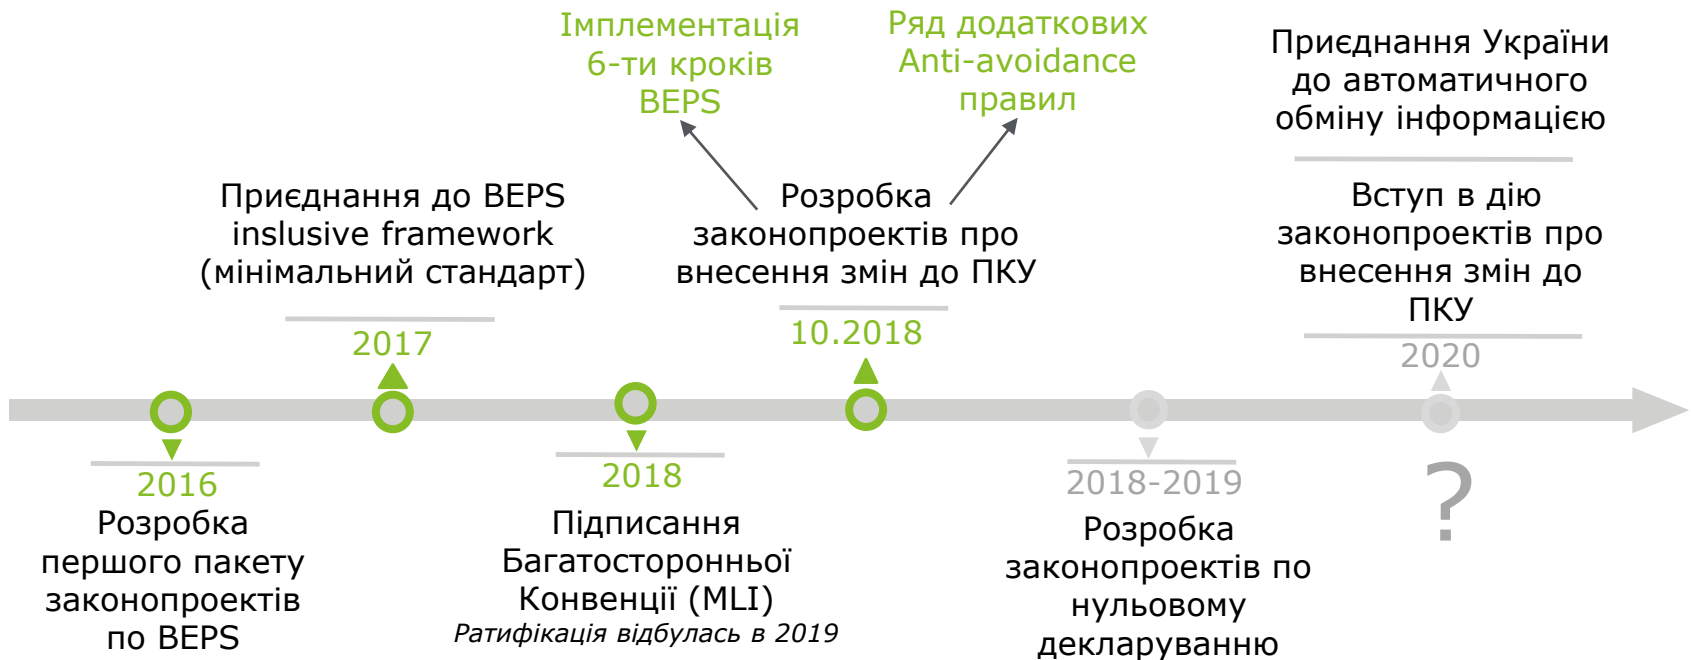 Імплементація
6-ти кроків
BEPS
Ряд додаткових
Anti-avoidance
правил
Приєднання України
до автоматичного
обміну інформацією
Приєднання до BEPS
inslusive framework
(мінімальний стандарт)
2017
Розробка
законопроектів про
внесення змін до ПКУ
10.2018
Вступ в дію
законопроектів про
внесення змін до
ПКУ
2020
2016
Розробка
першого пакету
законопроектів
по BEPS
2018
Підписання
Багатосторонньої
Конвенції (MLI)
Ратифікація відбулась в 2019
2018-2019
Розробка
законопроектів по
нульовому
декларуванню
?